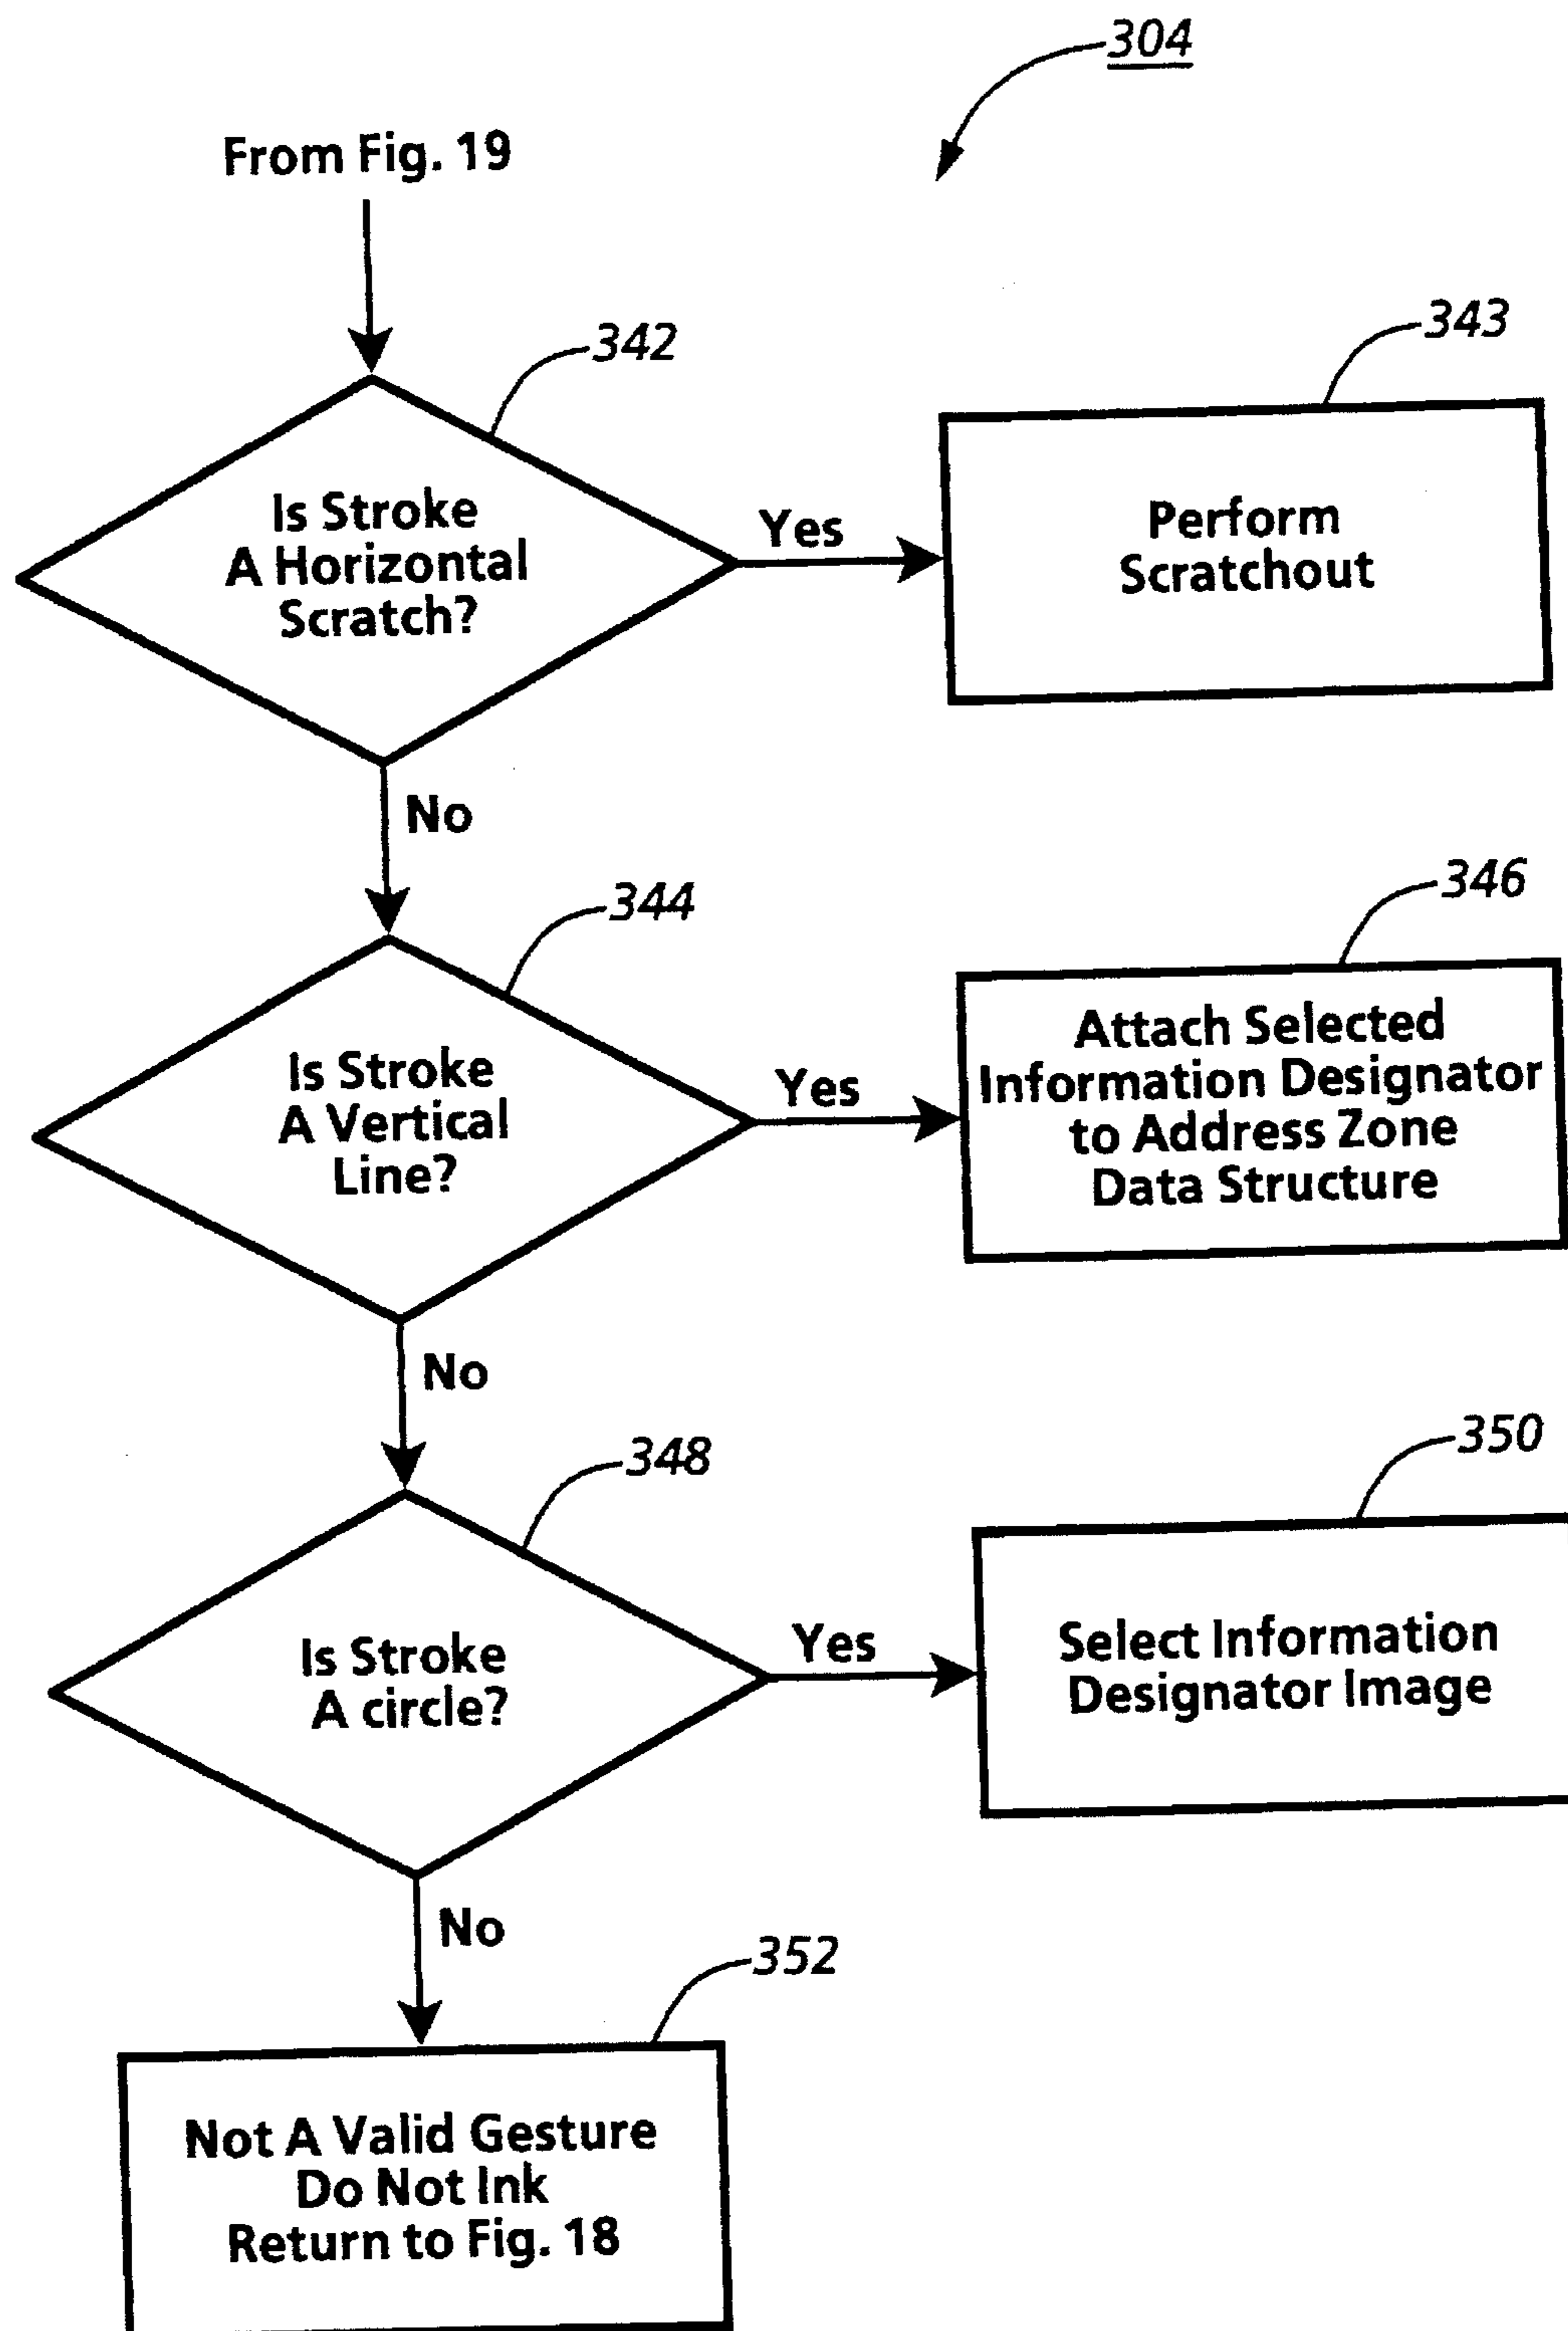 304
From Fig. 19
342
343
Is Stroke
A Horizontal
Scratch?
Yes
Perform
Scratchout
No
344
346
Is Stroke
A Vertical
Line?
Yes
Attach Selected
Information Designator
to Address Zone
Data Structure
No
348
350
Is Stroke
A circle?
Yes
Select Information
Designator Image
No
352
Not A Valid Gesture
Do Not Ink
Return to Fig. 18